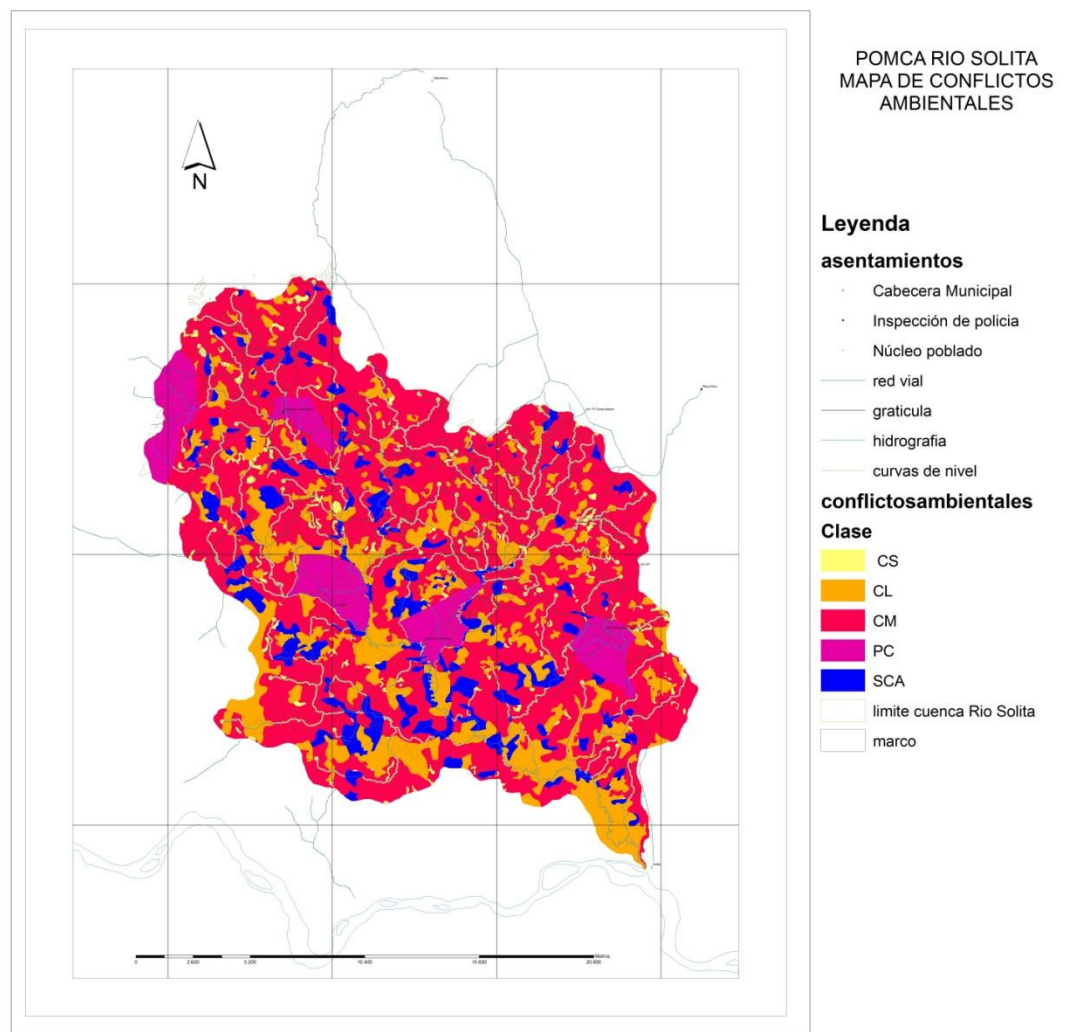 POMCA RIO SOLITA
MAPA DE CONFLICTOS
AMBIENTALES
N
Leyenda
asentamientos
Cabecera Municipal
Inspección de policia
Núcleo poblado
red vial
graticula
hidrografia
curvas de nivel
conflictosambientales
Clase
CS
CL
CM
PC
SCA
limite cuenca Rio Solita
marco
Metros
0 2.600 5.200 10.400 15.600 20.800